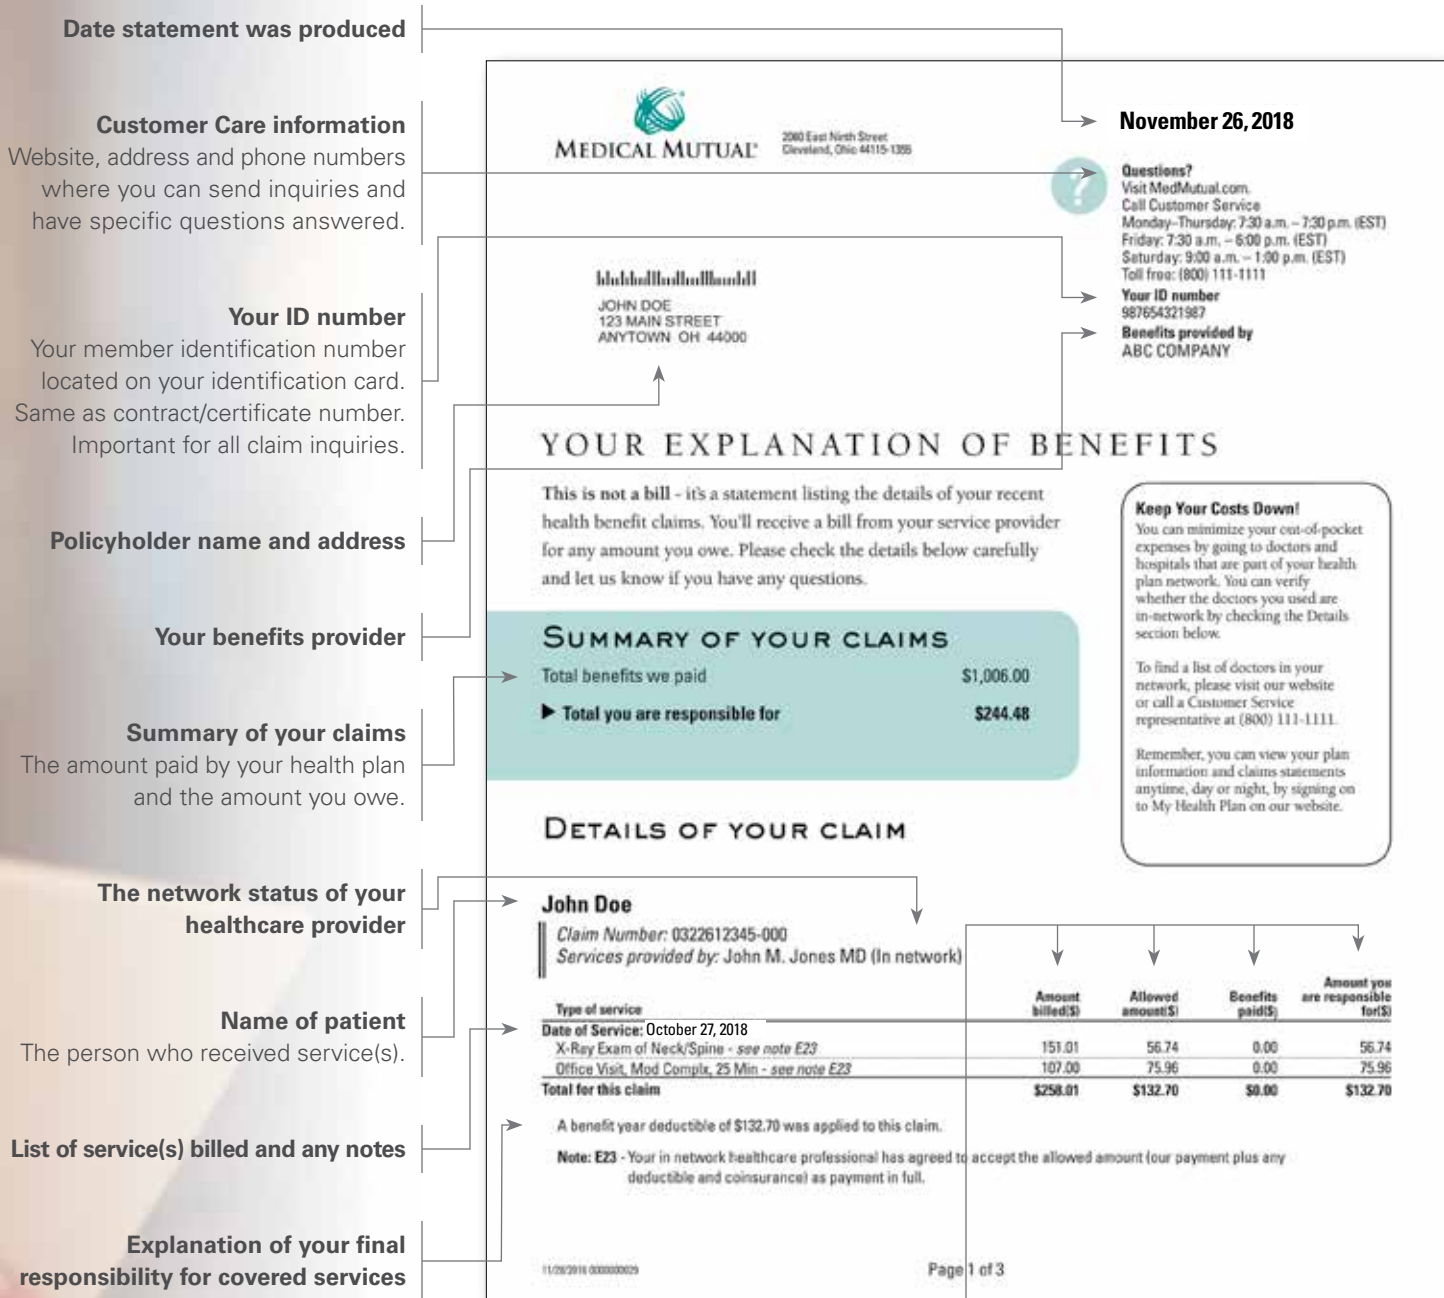 Date statement was produced
Customer Care information
Website, address and phone numbers
where you can send inquiries and
have specific questions answered.
Your ID number
Your member identification number
located on your identification card.
Same as contract/certificate number.
Important for all claim inquiries.
Policyholder name and address
Your benefits provider
Summary of your claims
The amount paid by your health plan
and the amount you owe.
The network status of your
healthcare provider
Name of patient
The person who received service(s).
List of service(s) billed and any notes
Explanation of your final
responsibility for covered services
MEDICAL MUTUAL®
2060 East Ninth Street
Cleveland, Ohio 44115-1355
November 26, 2018
?
Questions?
Visit MedMutual.com.
Call Customer Service
Monday–Thursday: 7:30 a.m. – 7:30 p.m. (EST)
Friday: 7:30 a.m. – 6:00 p.m. (EST)
Saturday: 9:00 a.m. – 1:00 p.m. (EST)
Toll free: (800) 111-1111
Your ID number
987654321987
Benefits provided by
ABC COMPANY
JOHN DOE
123 MAIN STREET
ANYTOWN OH 44000
YOUR EXPLANATION OF BENEFITS
This is not a bill - it's a statement listing the details of your recent
health benefit claims. You'll receive a bill from your service provider
for any amount you owe. Please check the details below carefully
and let us know if you have any questions.
Keep Your Costs Down!
You can minimize your out-of-pocket
expenses by going to doctors and
hospitals that are part of your health
plan network. You can verify
whether the doctors you used are
in-network by checking the Details
section below.
To find a list of doctors in your
network, please visit our website
or call a Customer Service
representative at (800) 111-1111.
Remember, you can view your plan
information and claims statements
anytime, day or night, by signing on
to My Health Plan on our website.
SUMMARY OF YOUR CLAIMS
Total benefits we paid $1,006.00
▶ Total you are responsible for $244.48
DETAILS OF YOUR CLAIM
John Doe
Claim Number: 0322612345-000
Services provided by: John M. Jones MD (In network)
Type of service Amount billed($) Allowed amount($) Benefits paid($) Amount you are responsible for($)
Date of Service: October 27, 2018
X-Ray Exam of Neck/Spine - see note E23 151.01 56.74 0.00 56.74
Office Visit, Mod Complx, 25 Min - see note E23 107.00 75.96 0.00 75.96
Total for this claim $258.01 $132.70 $0.00 $132.70
A benefit year deductible of $132.70 was applied to this claim.
Note: E23 - Your in network healthcare professional has agreed to accept the allowed amount (our payment plus any
deductible and coinsurance) as payment in full.
Page 1 of 3